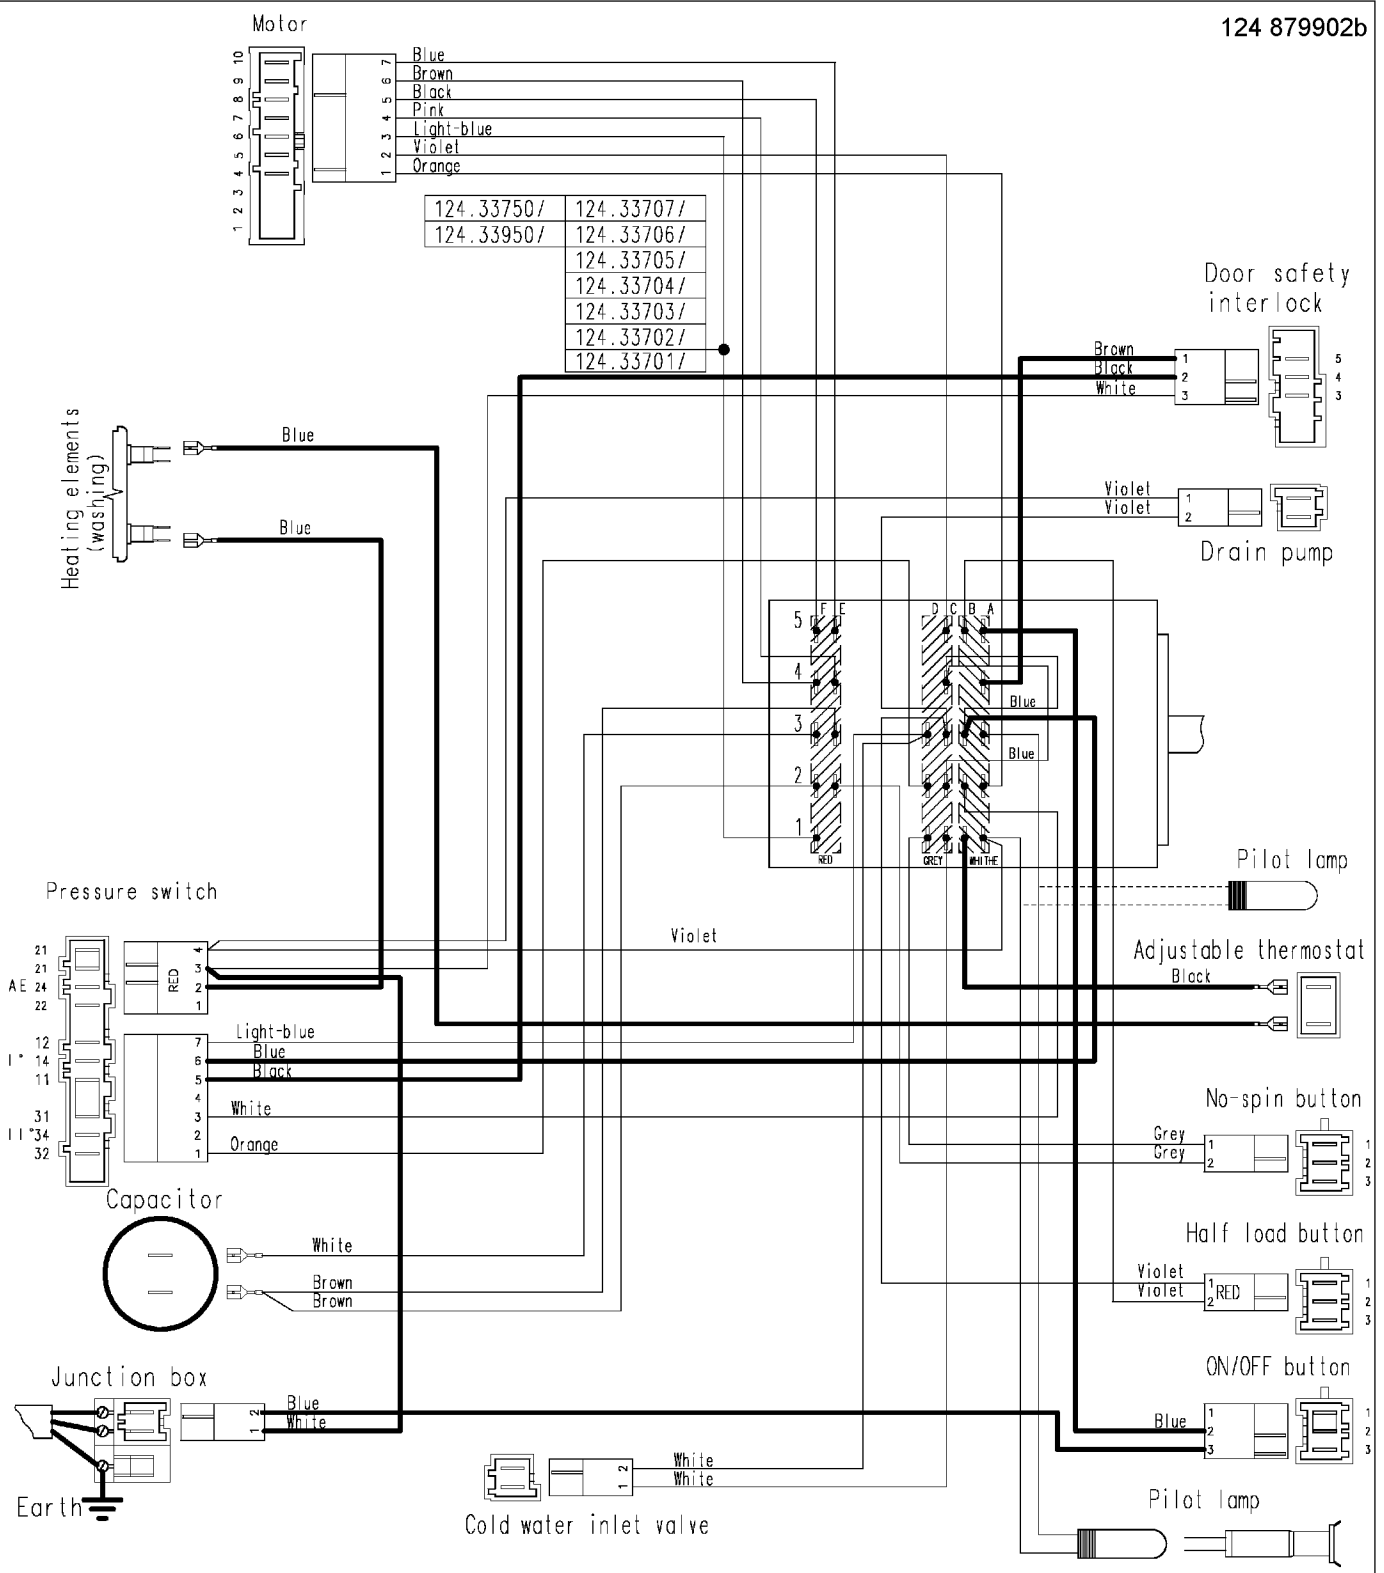 124 879902b
Motor
10
9
8
7
6
5
4
3
2
1
7 Blue
6 Brown
5 Black
4 Pink
3 Light-blue
2 Violet
1 Orange
124.33750/ 124.33707/
124.33950/ 124.33706/
124.33705/
124.33704/
124.33703/
124.33702/
124.33701/
Door safety
interlock
Brown 1 5
Black 2 4
White 3 3
Heating elements
(washing)
Blue
Blue
Violet 1
Violet 2
Drain pump
F E D C B A
5
4
3
2
1
Blue
Blue
RED GREY WHITHE
Pilot lamp
Pressure switch
21
21
AE 24
22
RED
4
3
2
1
Violet
Adjustable thermostat
Black
12
I° 14
11
31
II° 34
32
7 Light-blue
6 Blue
5 Black
4
3 White
2
1 Orange
No-spin button
Grey 1 1
Grey 2 2
3
Capacitor
White
Brown
Brown
Half load button
Violet 1 1
Violet 2 RED 2
3
Junction box
2 Blue
1 White
Earth
ON/OFF button
1 1
Blue 2 2
3 3
2 White
1 White
Cold water inlet valve
Pilot lamp